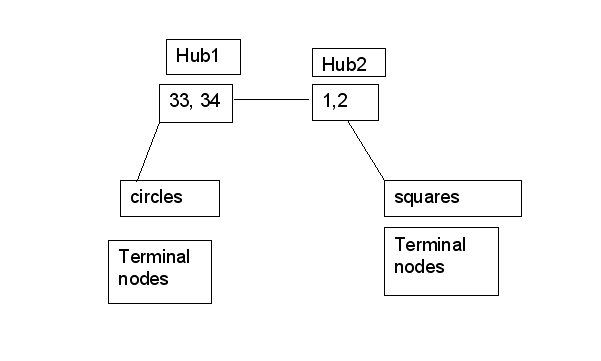 Hub1
Hub2
33, 34
1,2
circles
squares
Terminal
nodes
Terminal
nodes